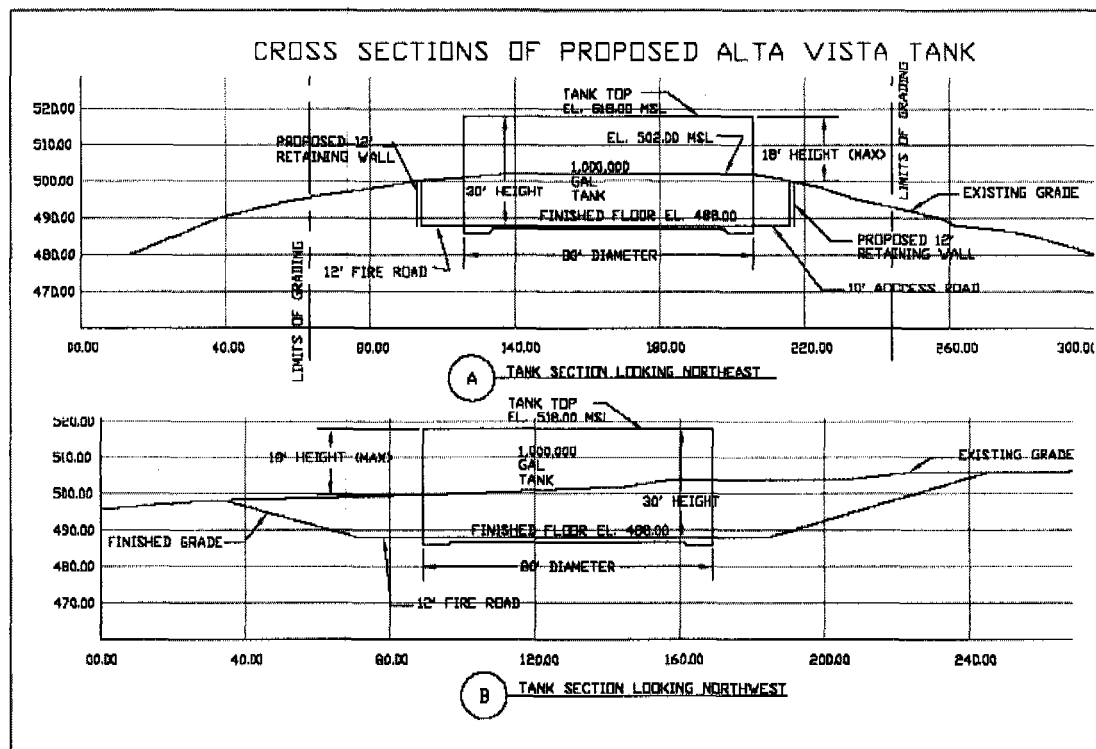 CROSS SECTIONS OF PROPOSED ALTA VISTA TANK
520.00
510.00
500.00
490.00
480.00
470.00
TANK TOP
EL. 518.00 MSL
PROPOSED 12'
RETAINING WALL
EL. 502.00 MSL
18' HEIGHT (MAX)
LIMITS OF GRADING
1,000,000
GAL
TANK
30' HEIGHT
EXISTING GRADE
FINISHED FLOOR EL. 488.00
PROPOSED 12'
RETAINING WALL
12' FIRE ROAD
80' DIAMETER
10' ACCESS ROAD
LIMITS OF GRADING
00.00
40.00
80.00
140.00
180.00
220.00
260.00
300.00
A
TANK SECTION LOOKING NORTHEAST
520.00
510.00
500.00
490.00
480.00
470.00
TANK TOP
EL. 518.00 MSL
18' HEIGHT (MAX)
1,000,000
GAL
TANK
EXISTING GRADE
30' HEIGHT
FINISHED FLOOR EL. 488.00
FINISHED GRADE
80' DIAMETER
12' FIRE ROAD
00.00
40.00
80.00
120.00
160.00
200.00
240.00
B
TANK SECTION LOOKING NORTHWEST